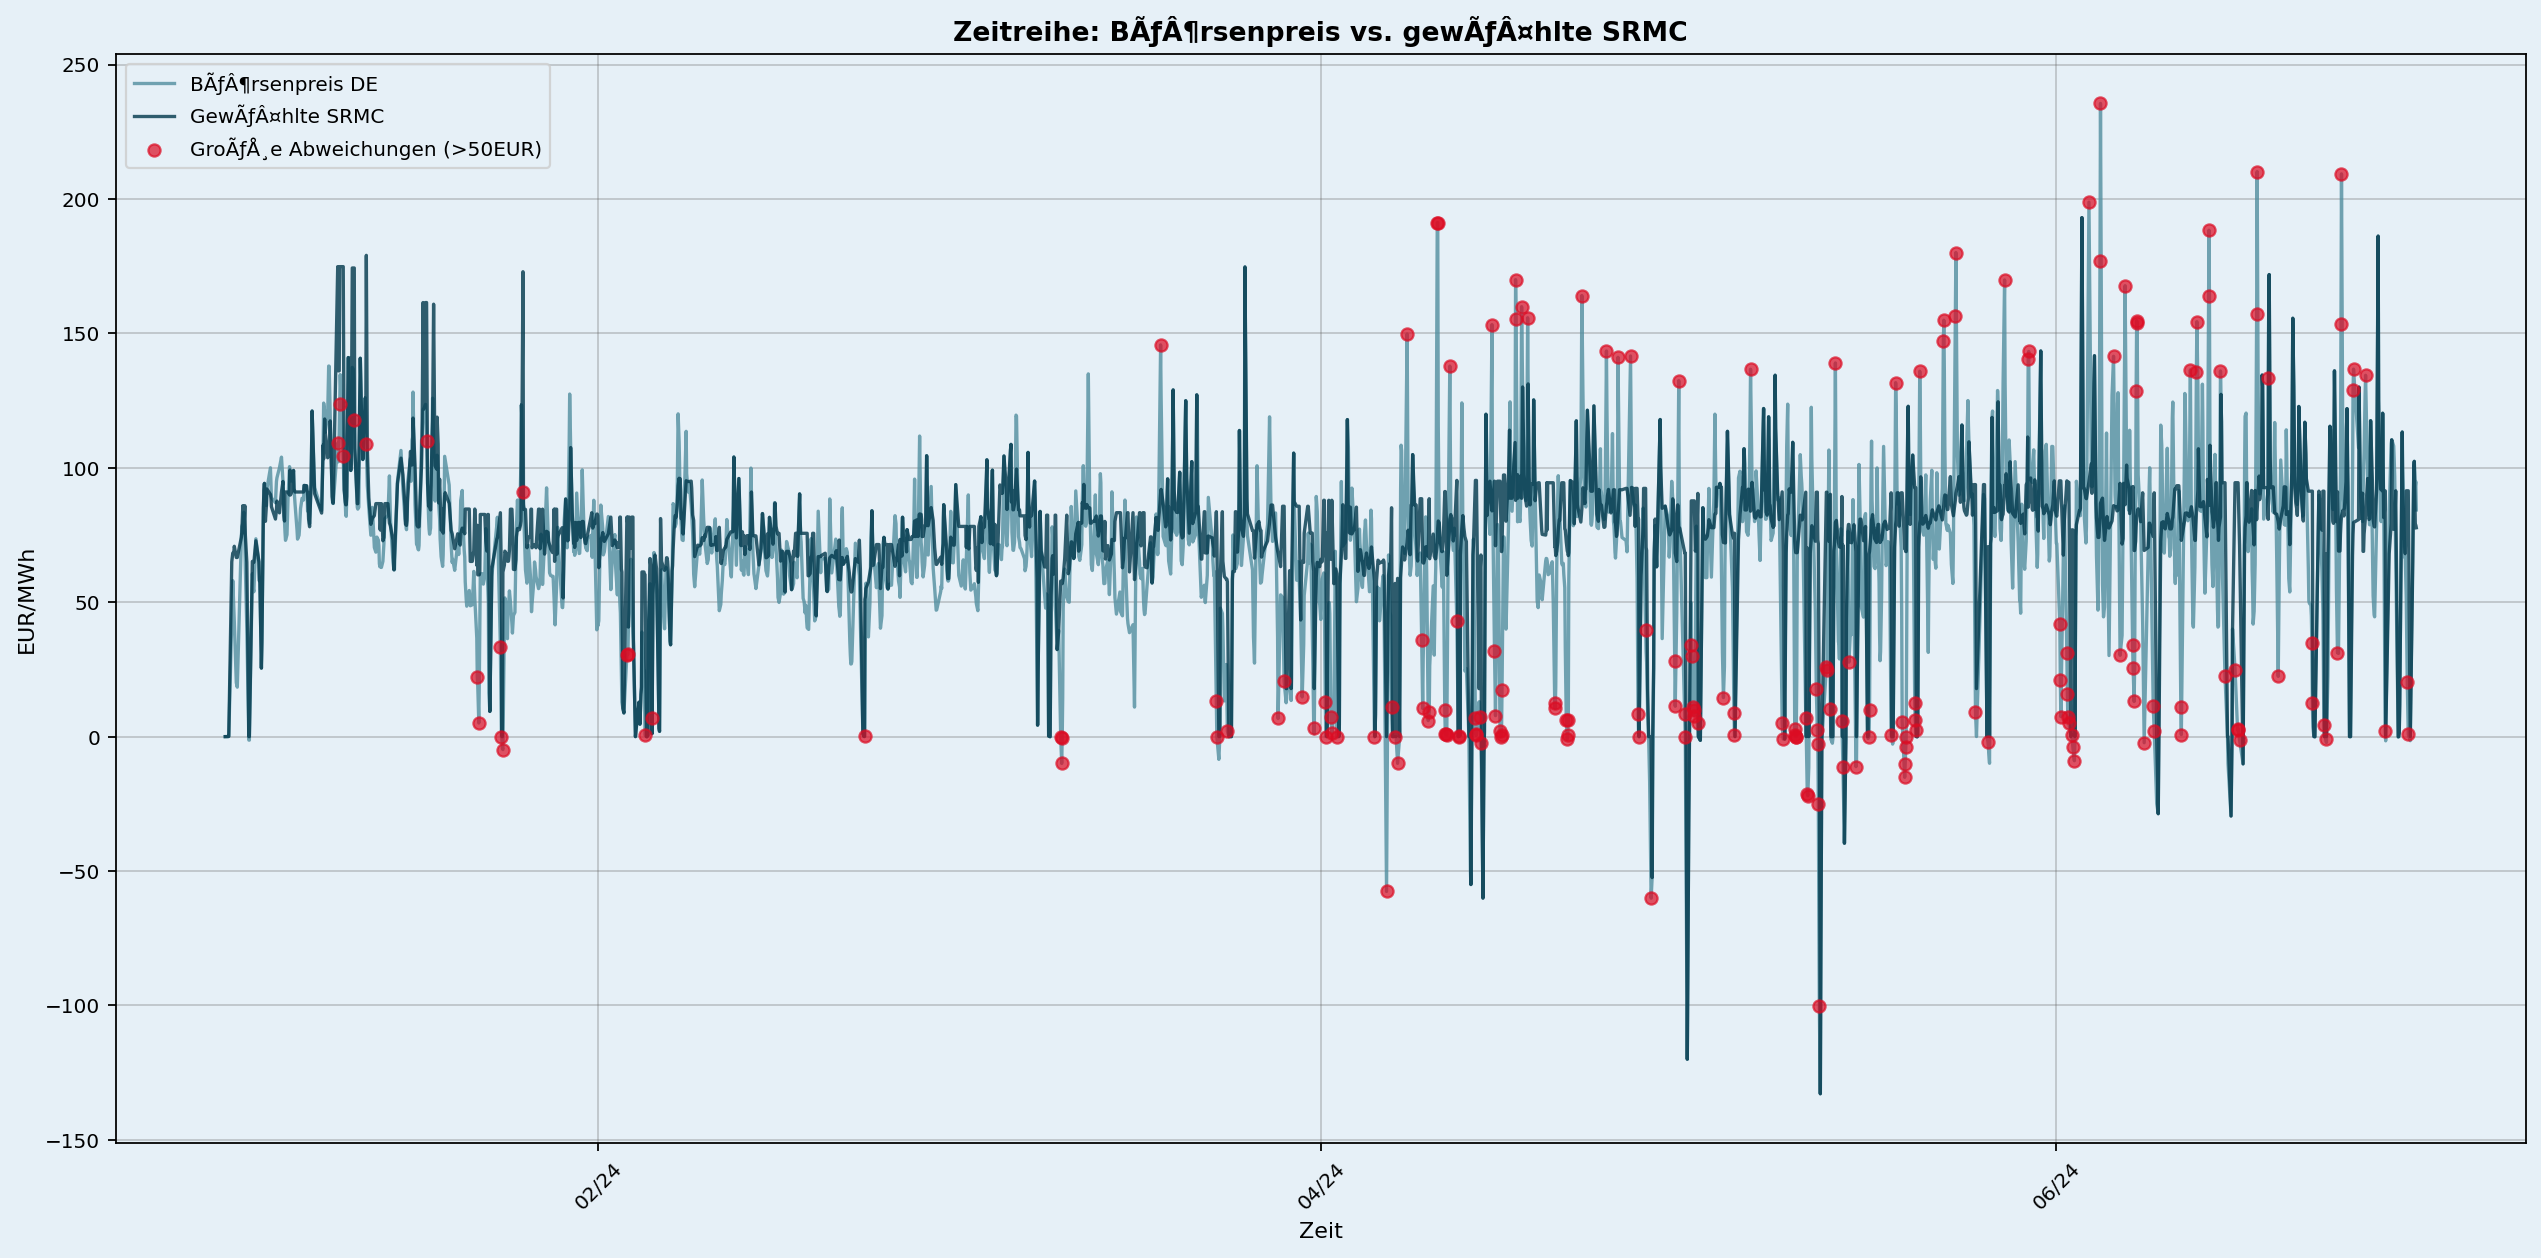 Zeitreihe: BÃƒÂ¶rsenpreis vs. gewÃƒÂ¤hlte SRMC
250
200
150
100
50
0
−50
−100
−150
EUR/MWh
BÃƒÂ¶rsenpreis DE
GewÃƒÂ¤hlte SRMC
GroÃƒÅ¸e Abweichungen (>50EUR)
02/24
04/24
06/24
Zeit